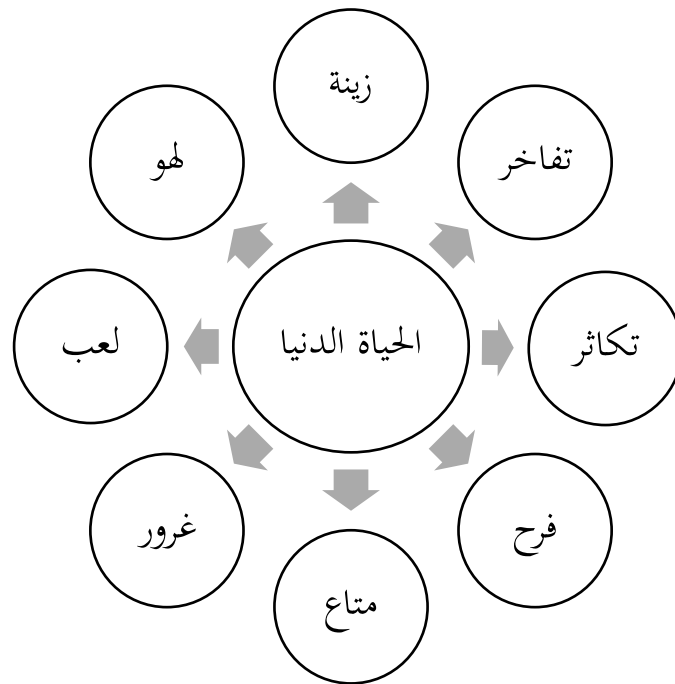 زينة
تفاخر
لهو
الحياة الدنيا
تكاثر
لعب
فرح
غرور
متاع